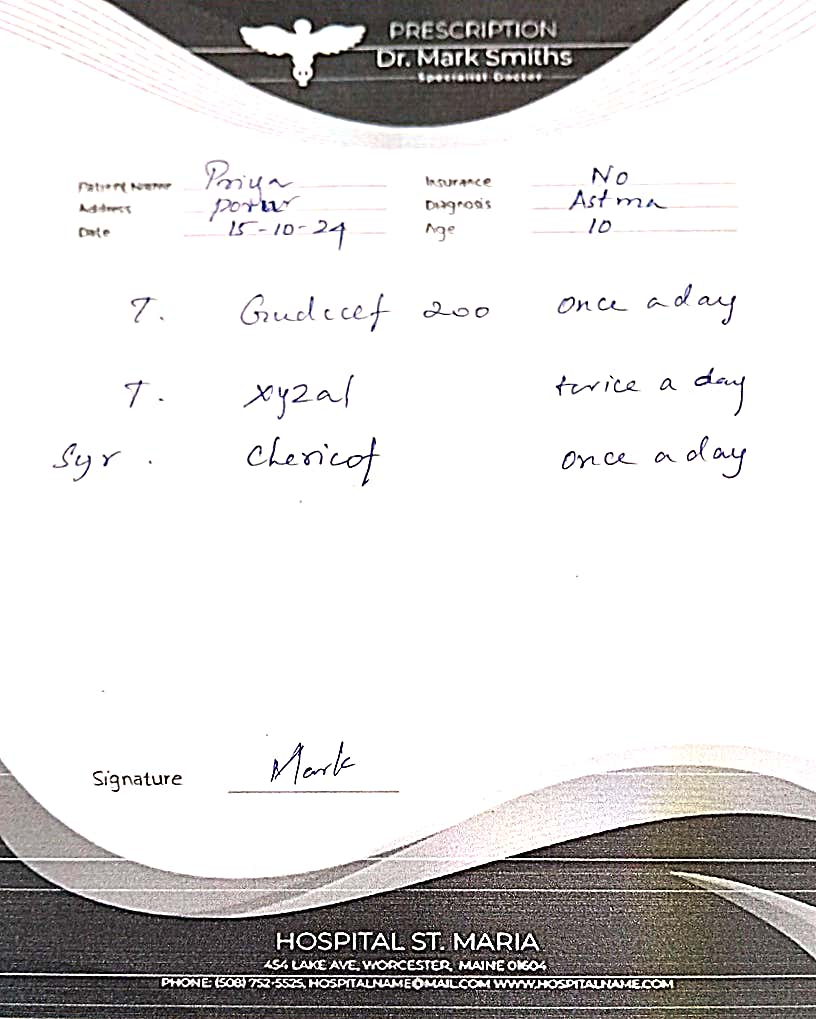 PRESCRIPTION
Dr. Mark Smiths
Specialist Doctor
Patient Name Priya Insurance No
Address porur Diagnosis Astma
Date 15-10-24 Age 10
T. Gudecef 200 once a day
T. xyzal twice a day
Syr. Chericof once a day
Signature Mark
HOSPITAL ST. MARIA
454 LAKE AVE, WORCESTER, MAINE 01604
PHONE: (508) 752-5525, HOSPITALNAME@MAIL.COM WWW.HOSPITALNAME.COM